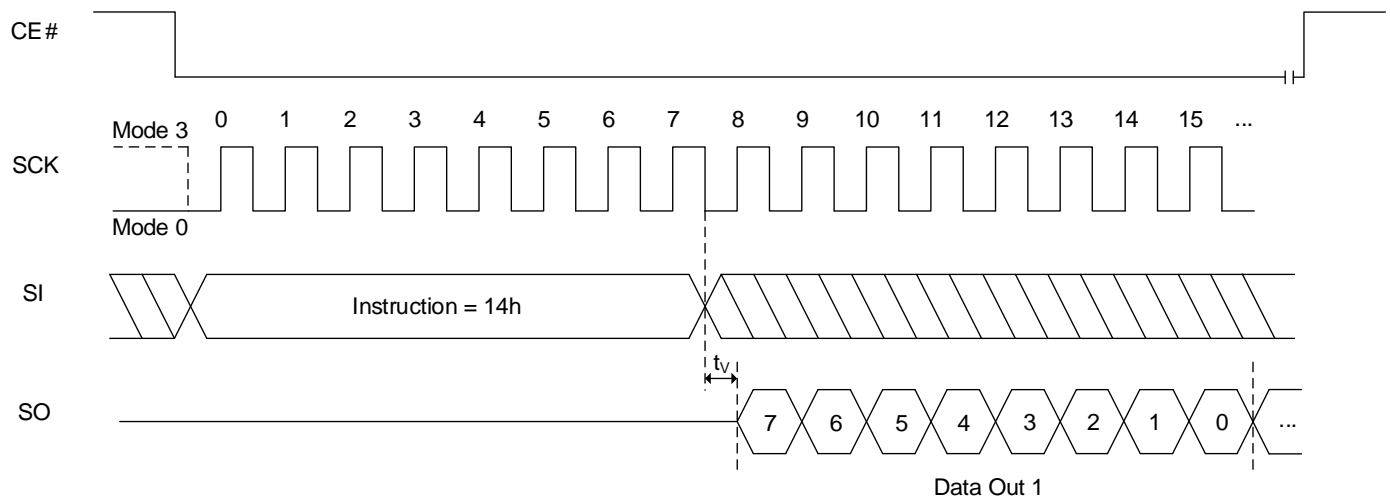 CE#
Mode 3 0 1 2 3 4 5 6 7 8 9 10 11 12 13 14 15 ...
SCK
Mode 0
SI Instruction = 14h
tV
SO 7 6 5 4 3 2 1 0 ...
Data Out 1